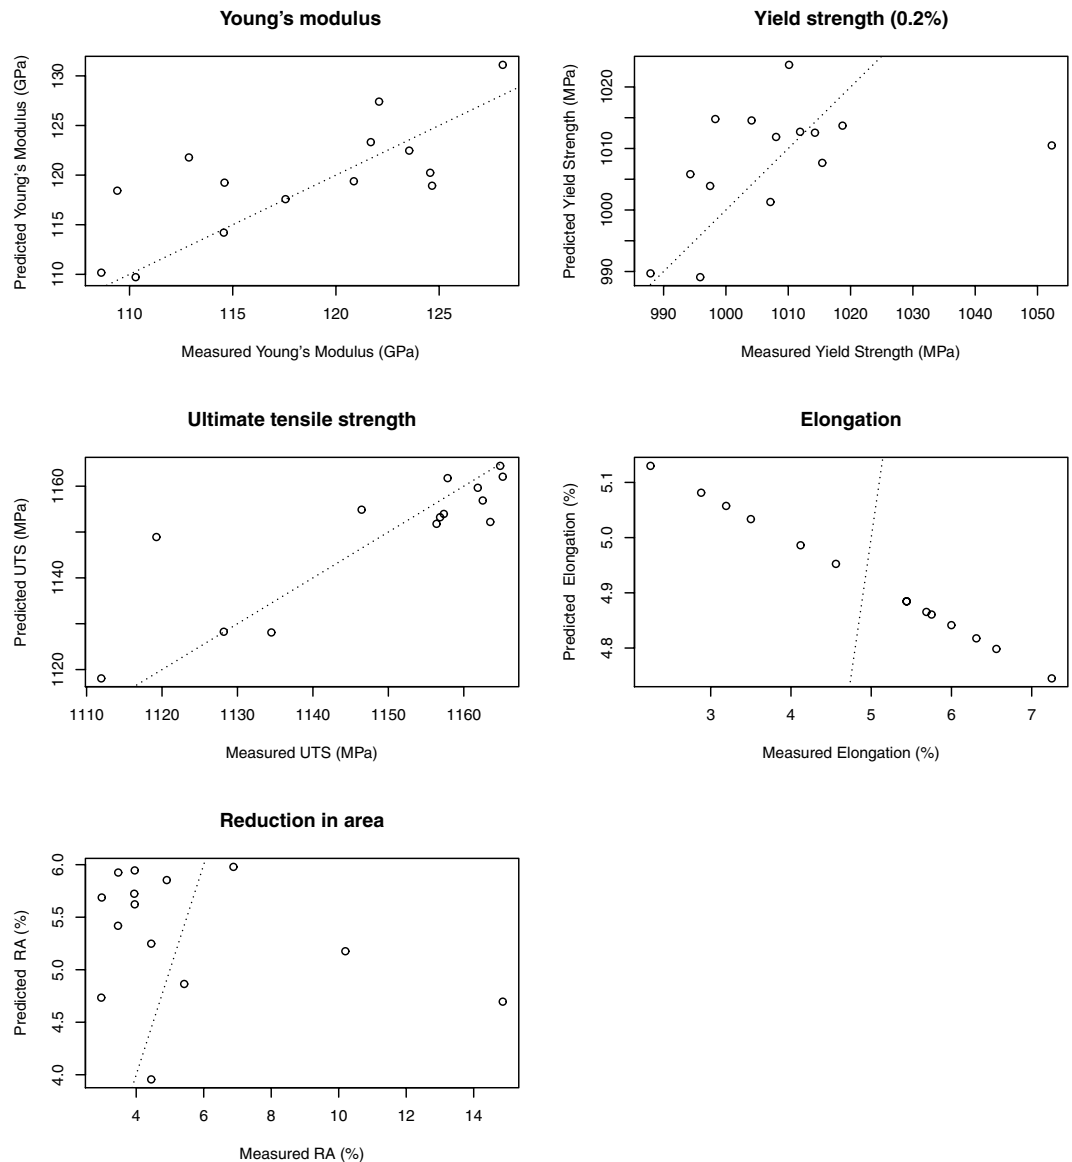 Young's modulus
Predicted Young's Modulus (GPa)
110 115 120 125 130
110 115 120 125
Measured Young's Modulus (GPa)
Yield strength (0.2%)
Predicted Yield Strength (MPa)
990 1000 1010 1020
990 1000 1010 1020 1030 1040 1050
Measured Yield Strength (MPa)
Ultimate tensile strength
Predicted UTS (MPa)
1120 1140 1160
1110 1120 1130 1140 1150 1160
Measured UTS (MPa)
Elongation
Predicted Elongation (%)
4.8 4.9 5.0 5.1
3 4 5 6 7
Measured Elongation (%)
Reduction in area
Predicted RA (%)
4.0 4.5 5.0 5.5 6.0
4 6 8 10 12 14
Measured RA (%)